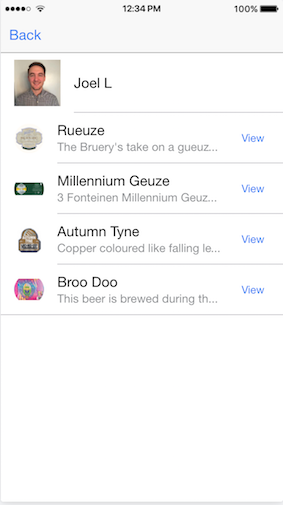 12:34 PM 100%
Back
Joel L
Rueuze
The Bruery's take on a gueuz...
View
Millennium Geuze
3 Fonteinen Millennium Geuz...
View
Autumn Tyne
Copper coloured like falling le...
View
Broo Doo
This beer is brewed during th...
View